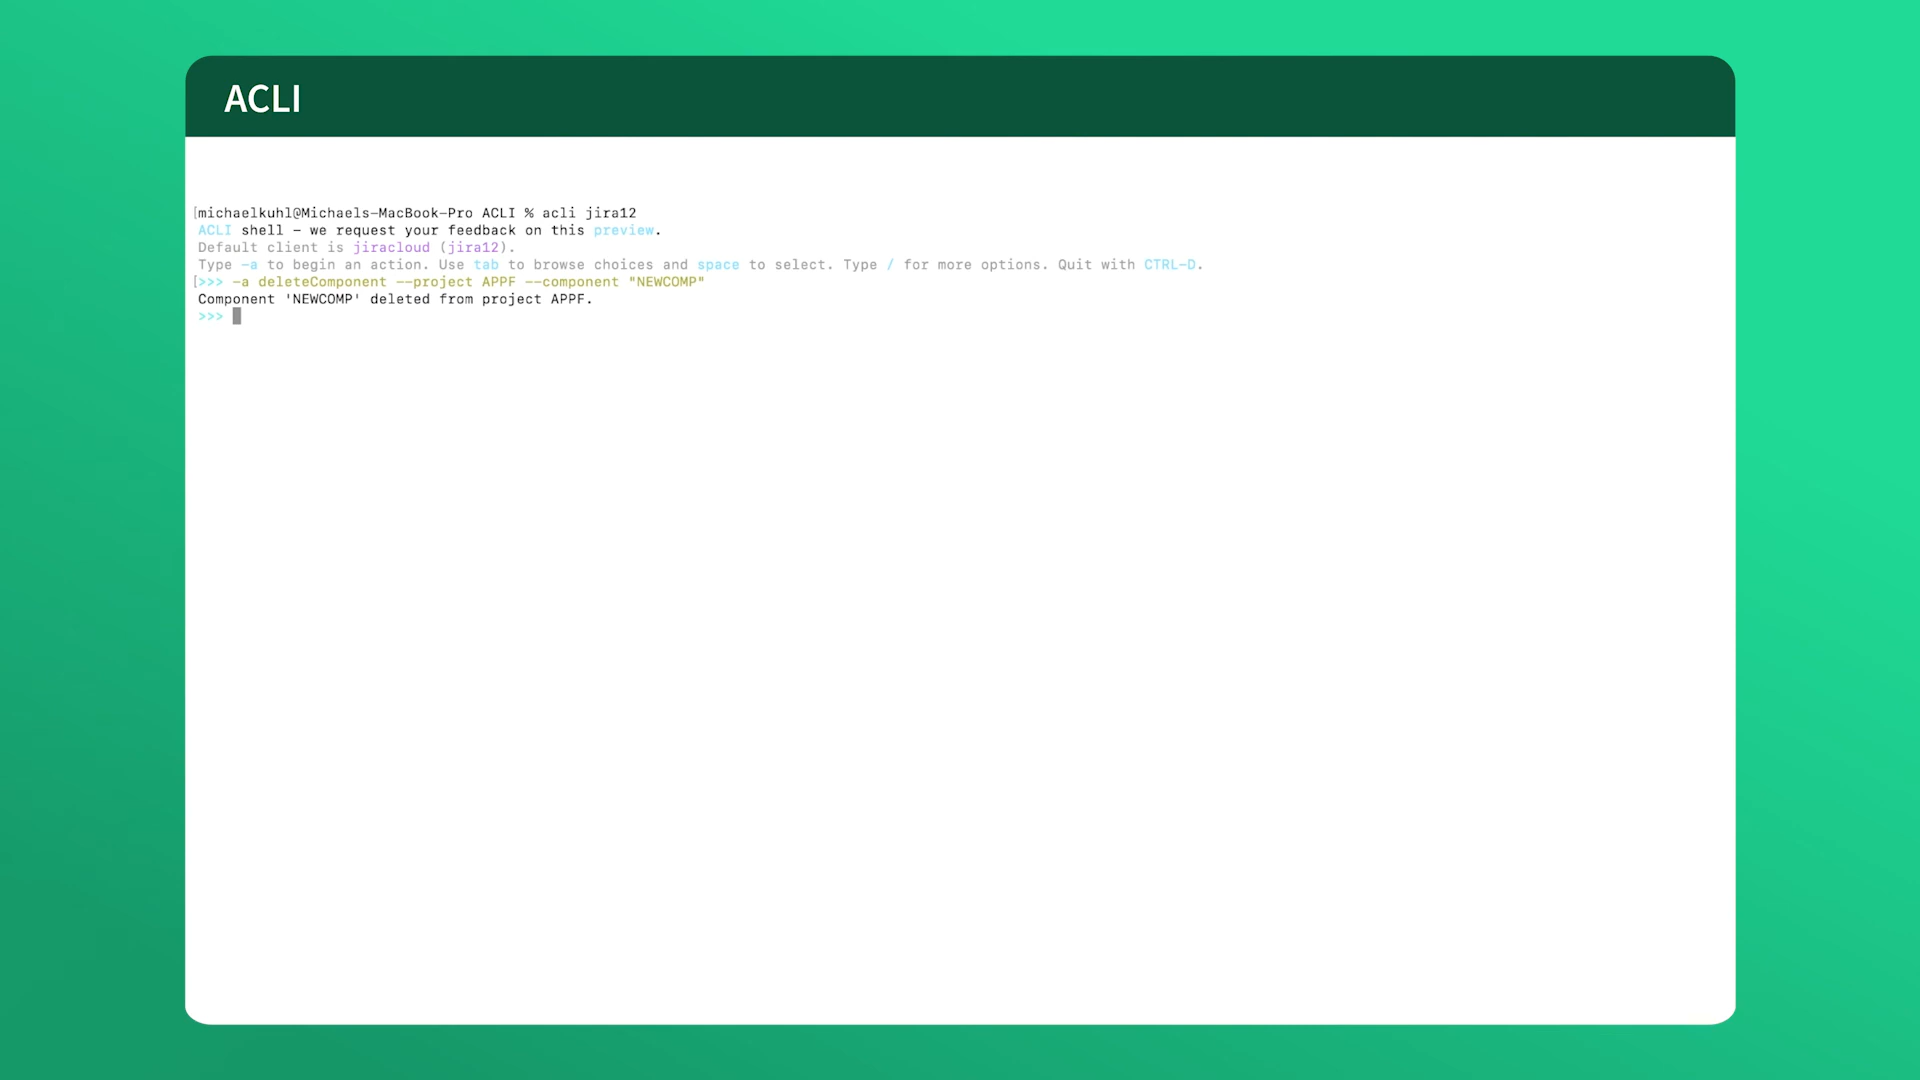 ACLI
[michaelkuhl@Michaels-MacBook-Pro ACLI % acli jira12
ACLI shell - we request your feedback on this preview.
Default client is jiracloud (jira12).
Type -a to begin an action. Use tab to browse choices and space to select. Type / for more options. Quit with CTRL-D.
[>>> -a deleteComponent --project APPF --component "NEWCOMP"
Component 'NEWCOMP' deleted from project APPF.
>>>